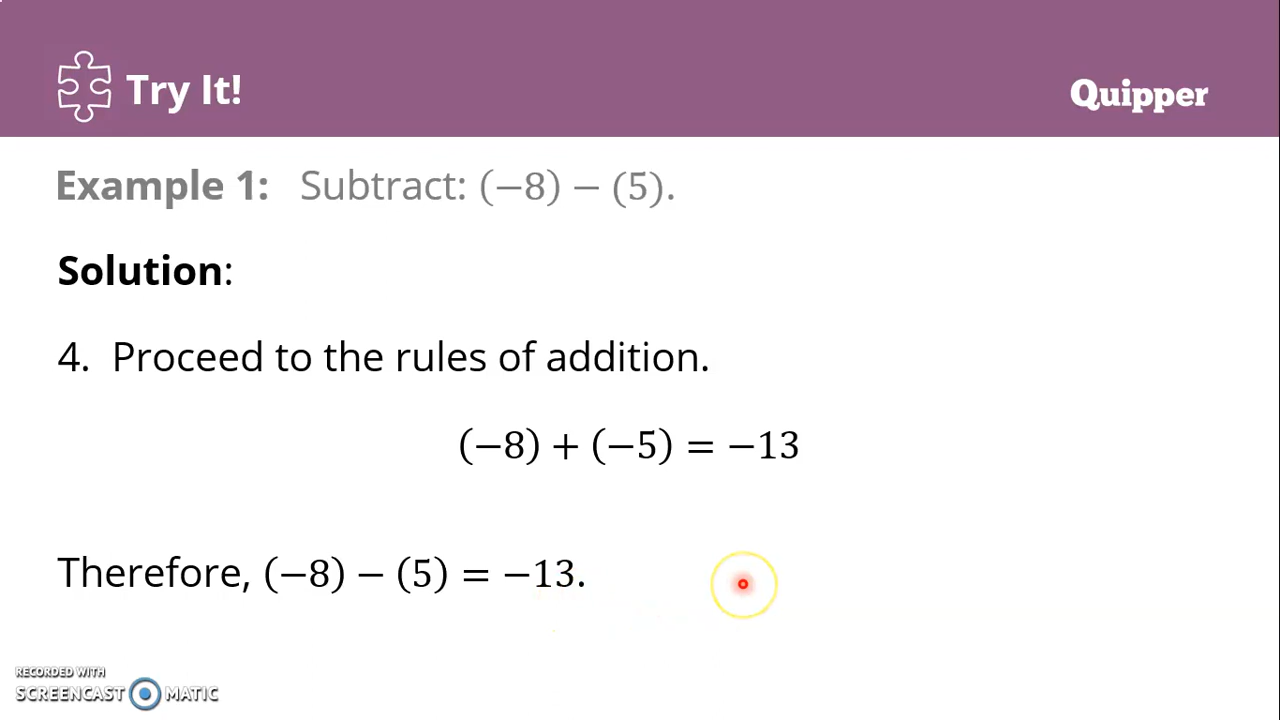 Try It!
Quipper
Example 1: Subtract: (−8) − (5).
Solution:
4. Proceed to the rules of addition.
(−8) + (−5) = −13
Therefore, (−8) − (5) = −13.
RECORDED WITH
SCREENCAST MATIC